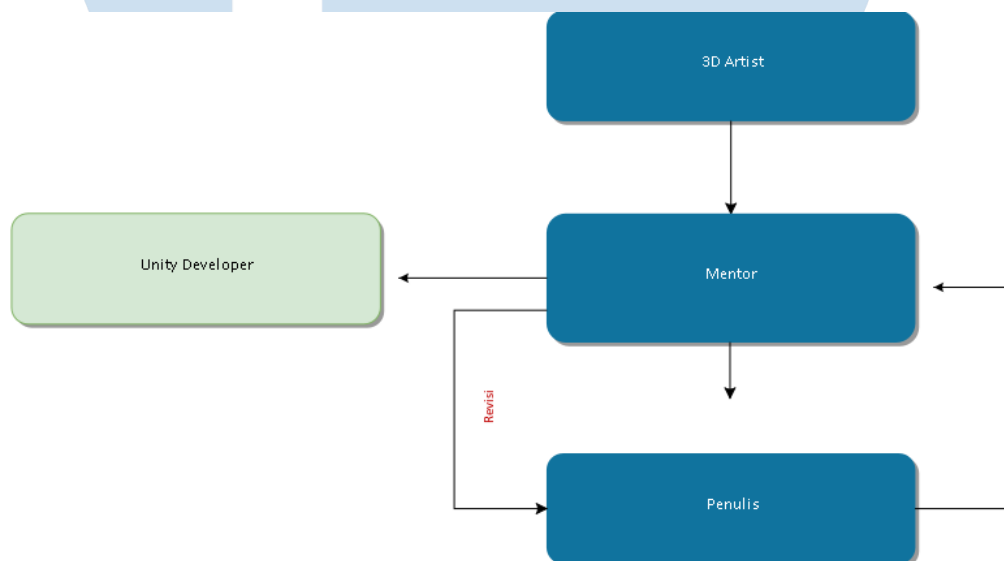 3D Artist
Unity Developer
Mentor
Revisi
Penulis